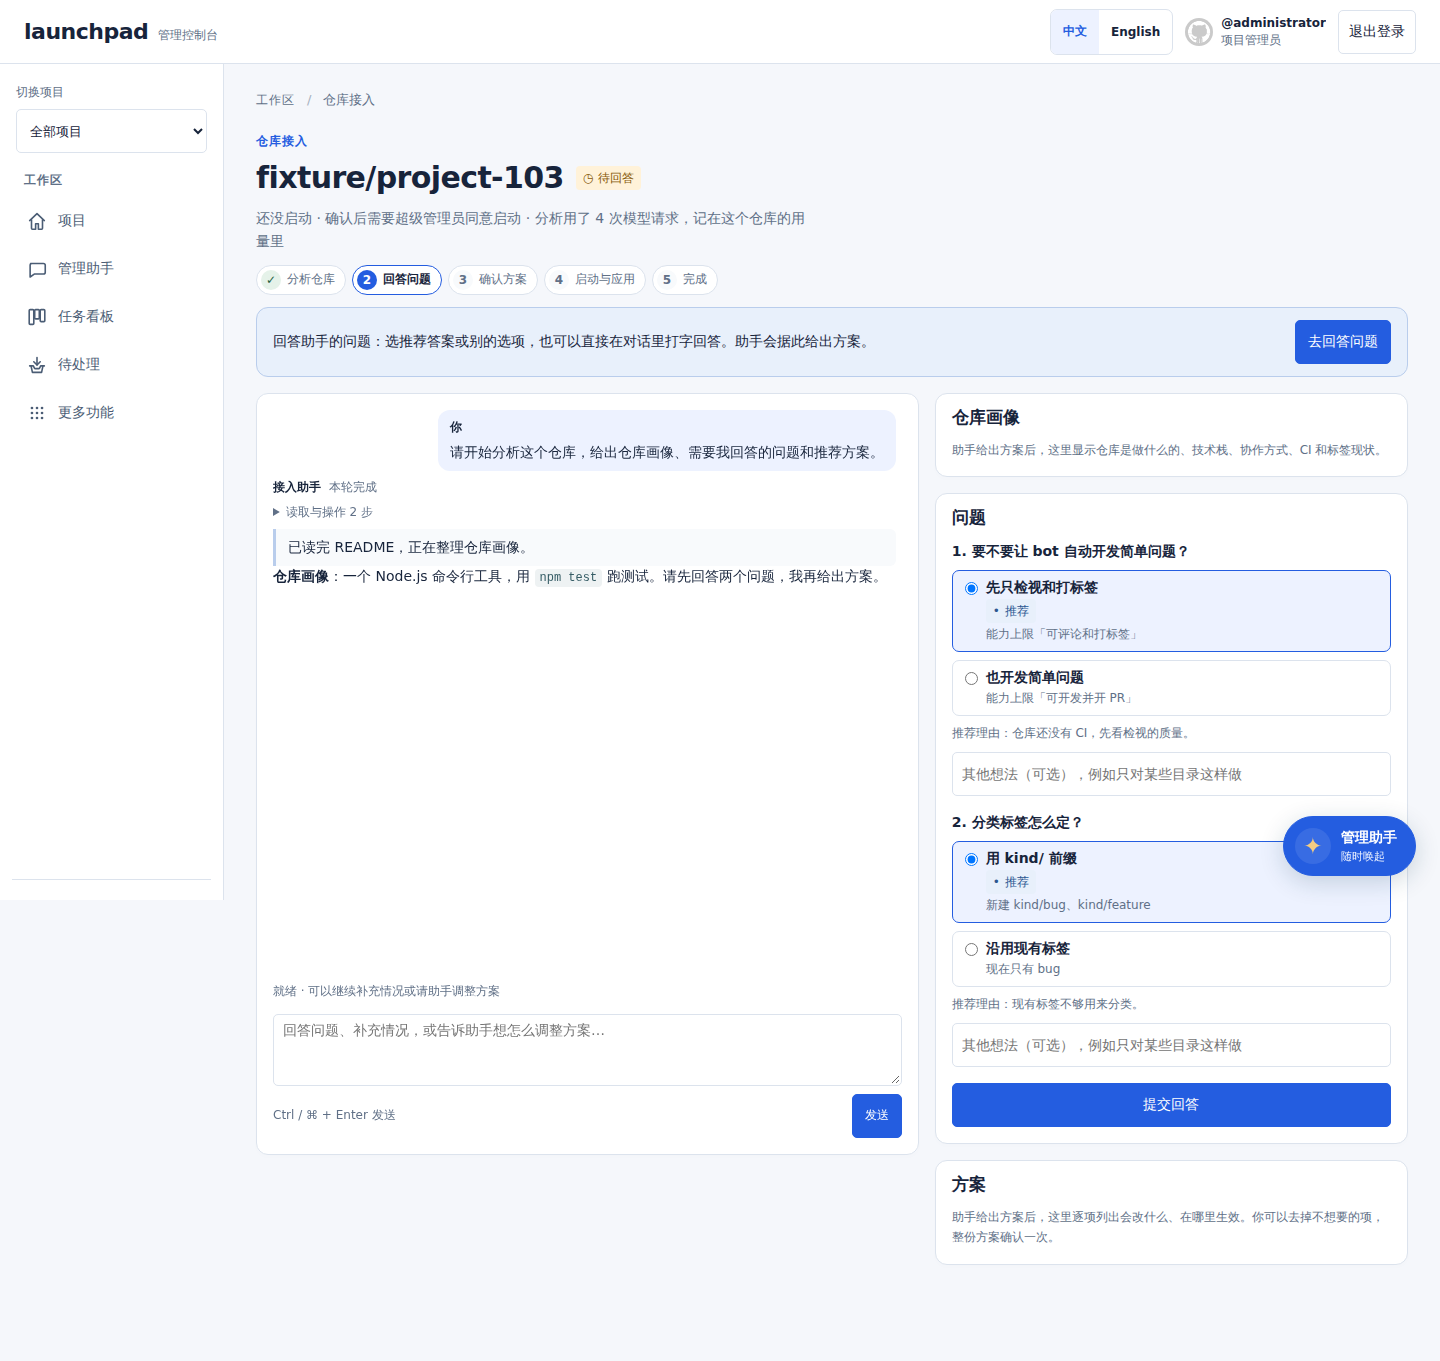 launchpad 管理控制台
中文 English
@administrator
项目管理员
退出登录
切换项目
全部项目
工作区
项目
管理助手
任务看板
待处理
更多功能
工作区 / 仓库接入
仓库接入
fixture/project-103 ◷ 待回答
还没启动 · 确认后需要超级管理员同意启动 · 分析用了 4 次模型请求，记在这个仓库的用
量里
✓ 分析仓库 2 回答问题 3 确认方案 4 启动与应用 5 完成
回答助手的问题：选推荐答案或别的选项，也可以直接在对话里打字回答。助手会据此给出方案。
去回答问题
你
请开始分析这个仓库，给出仓库画像、需要我回答的问题和推荐方案。
接入助手 本轮完成
▶ 读取与操作 2 步
已读完 README，正在整理仓库画像。
仓库画像：一个 Node.js 命令行工具，用 npm test 跑测试。请先回答两个问题，我再给出方案。
就绪 · 可以继续补充情况或请助手调整方案
回答问题、补充情况，或告诉助手想怎么调整方案…
Ctrl / ⌘ + Enter 发送
发送
仓库画像
助手给出方案后，这里显示仓库是做什么的、技术栈、协作方式、CI 和标签现状。
问题
1. 要不要让 bot 自动开发简单问题？
先只检视和打标签
• 推荐
能力上限「可评论和打标签」
也开发简单问题
能力上限「可开发并开 PR」
推荐理由：仓库还没有 CI，先看检视的质量。
其他想法（可选），例如只对某些目录这样做
2. 分类标签怎么定？
用 kind/ 前缀
• 推荐
新建 kind/bug、kind/feature
沿用现有标签
现在只有 bug
推荐理由：现有标签不够用来分类。
其他想法（可选），例如只对某些目录这样做
提交回答
管理助手
随时唤起
方案
助手给出方案后，这里逐项列出会改什么、在哪里生效。你可以去掉不想要的项，
整份方案确认一次。